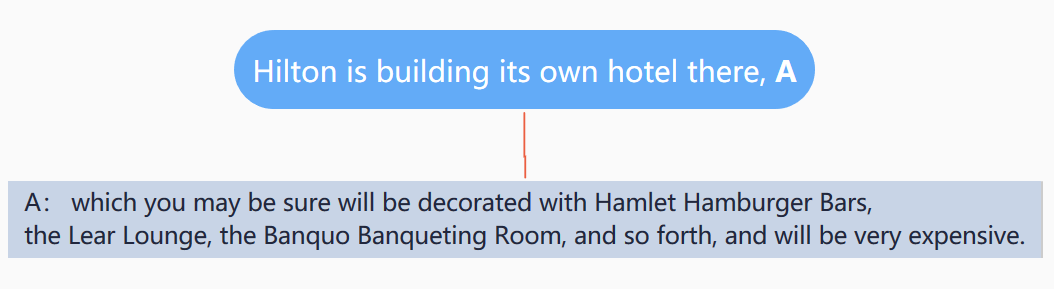 Hilton is building its own hotel there, A
A： which you may be sure will be decorated with Hamlet Hamburger Bars,
the Lear Lounge, the Banquo Banqueting Room, and so forth, and will be very expensive.